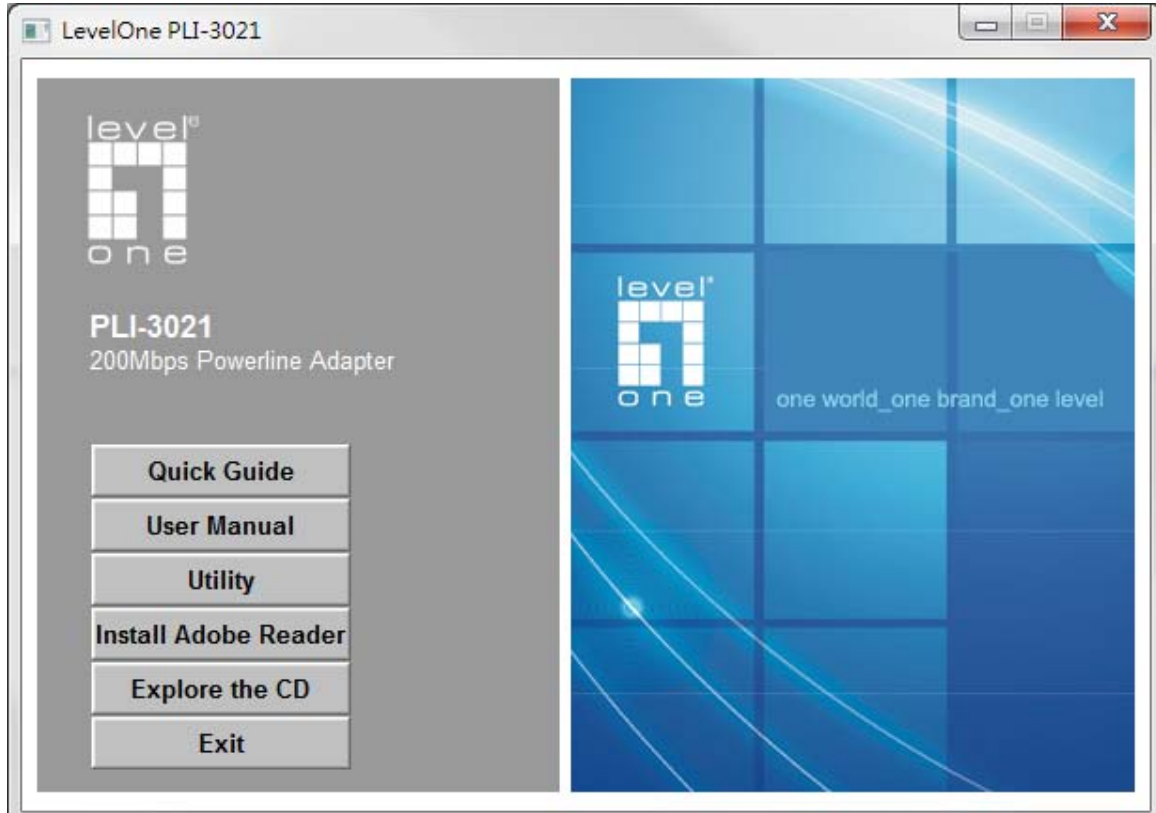 LevelOne PLI-3021
level®
one
PLI-3021
200Mbps Powerline Adapter
Quick Guide
User Manual
Utility
Install Adobe Reader
Explore the CD
Exit
level®
one
one world_one brand_one level